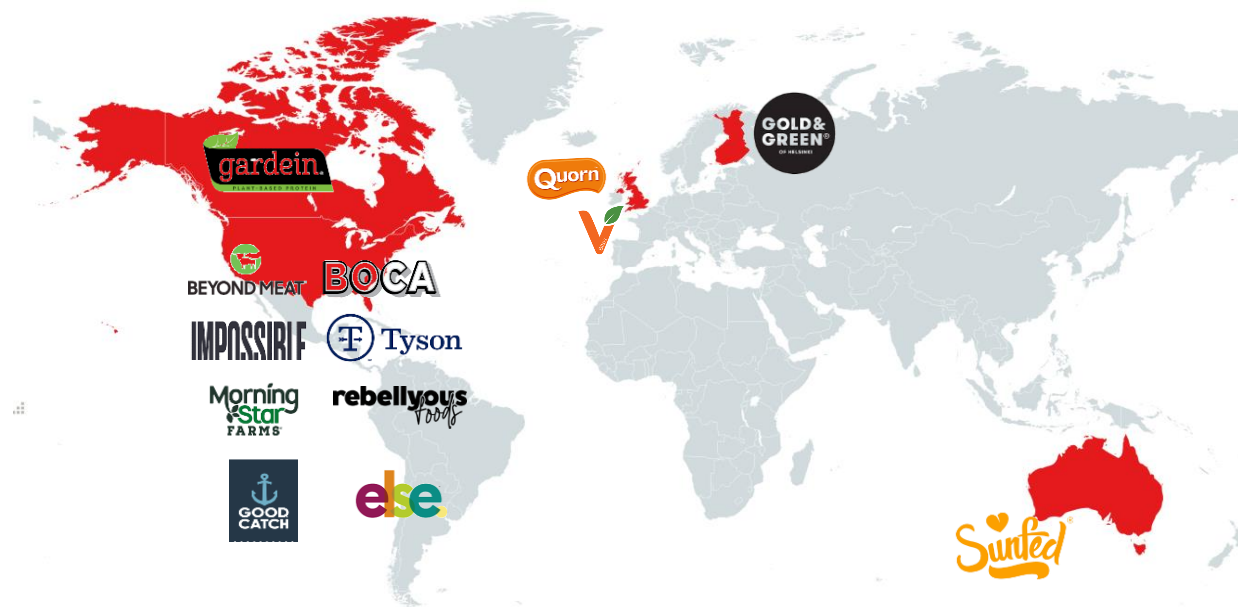 gardein.
PLANT-BASED PROTEIN
BEYOND MEAT
BOCA
IMPOSSIBLE
Tyson
Morning
Star
FARMS
rebellyous
foods
GOOD
CATCH
else.
Quorn
V
GOLD&
GREEN®
OF HELSINKI
Sunfed